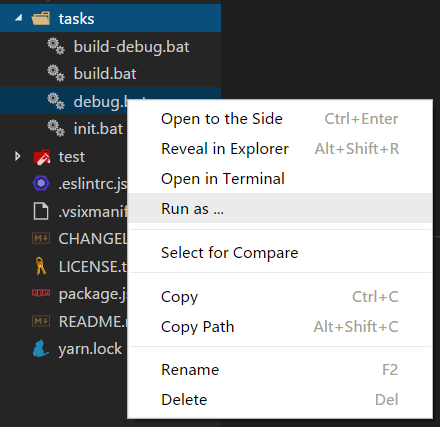 tasks
build-debug.bat
build.bat
debug.bat
init.bat
test
.eslintrc.js
.vsixmanif
CHANGEL
LICENSE.t
package.js
README.
yarn.lock
Open to the Side Ctrl+Enter
Reveal in Explorer Alt+Shift+R
Open in Terminal
Run as ...
Select for Compare
Copy Ctrl+C
Copy Path Alt+Shift+C
Rename F2
Delete Del